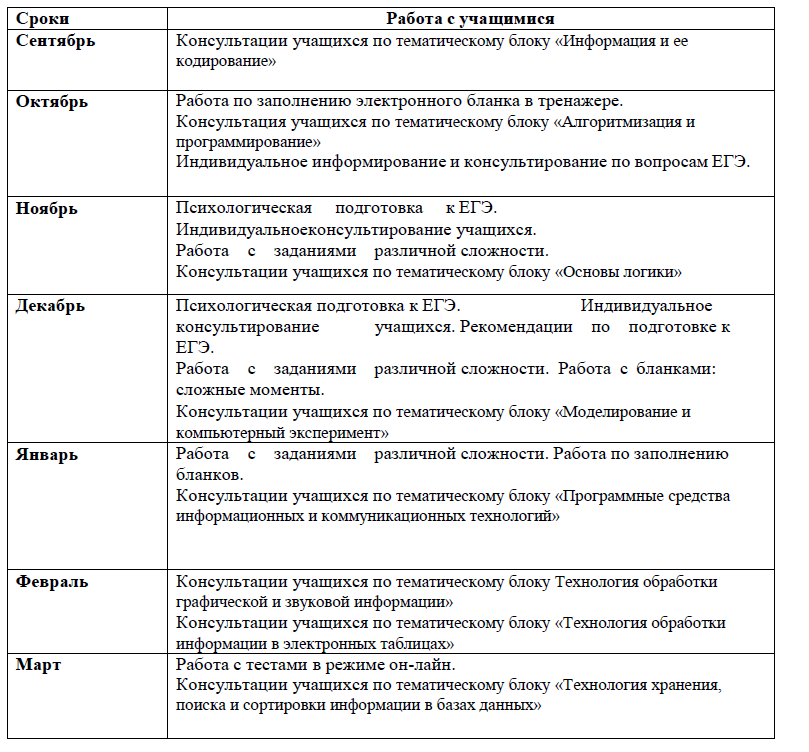 Сроки Работа с учащимися
Сентябрь Консультации учащихся по тематическому блоку «Информация и ее
кодирование»
Октябрь Работа по заполнению электронного бланка в тренажере.
Консультация учащихся по тематическому блоку «Алгоритмизация и
программирование»
Индивидуальное информирование и консультирование по вопросам ЕГЭ.
Ноябрь Психологическая подготовка к ЕГЭ.
Индивидуальноеконсультирование учащихся.
Работа с заданиями различной сложности.
Консультации учащихся по тематическому блоку «Основы логики»
Декабрь Психологическая подготовка к ЕГЭ. Индивидуальное
консультирование учащихся. Рекомендации по подготовке к
ЕГЭ.
Работа с заданиями различной сложности. Работа с бланками:
сложные моменты.
Консультации учащихся по тематическому блоку «Моделирование и
компьютерный эксперимент»
Январь Работа с заданиями различной сложности. Работа по заполнению
бланков.
Консультации учащихся по тематическому блоку «Программные средства
информационных и коммуникационных технологий»
Февраль Консультации учащихся по тематическому блоку Технология обработки
графической и звуковой информации»
Консультации учащихся по тематическому блоку «Технология обработки
информации в электронных таблицах»
Март Работа с тестами в режиме он-лайн.
Консультации учащихся по тематическому блоку «Технология хранения,
поиска и сортировки информации в базах данных»